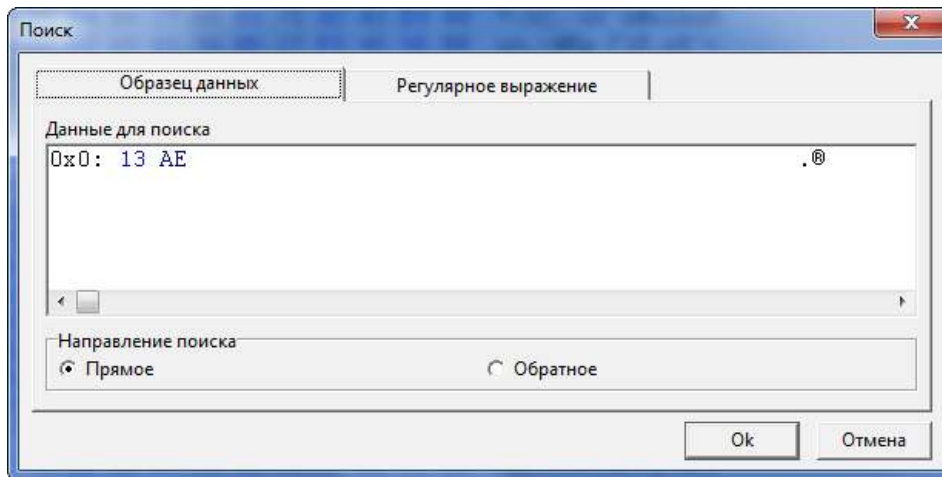 Поиск
Образец данных Регулярное выражение
Данные для поиска
0x0: 13 AE .®
Направление поиска
Прямое Обратное
Ok Отмена